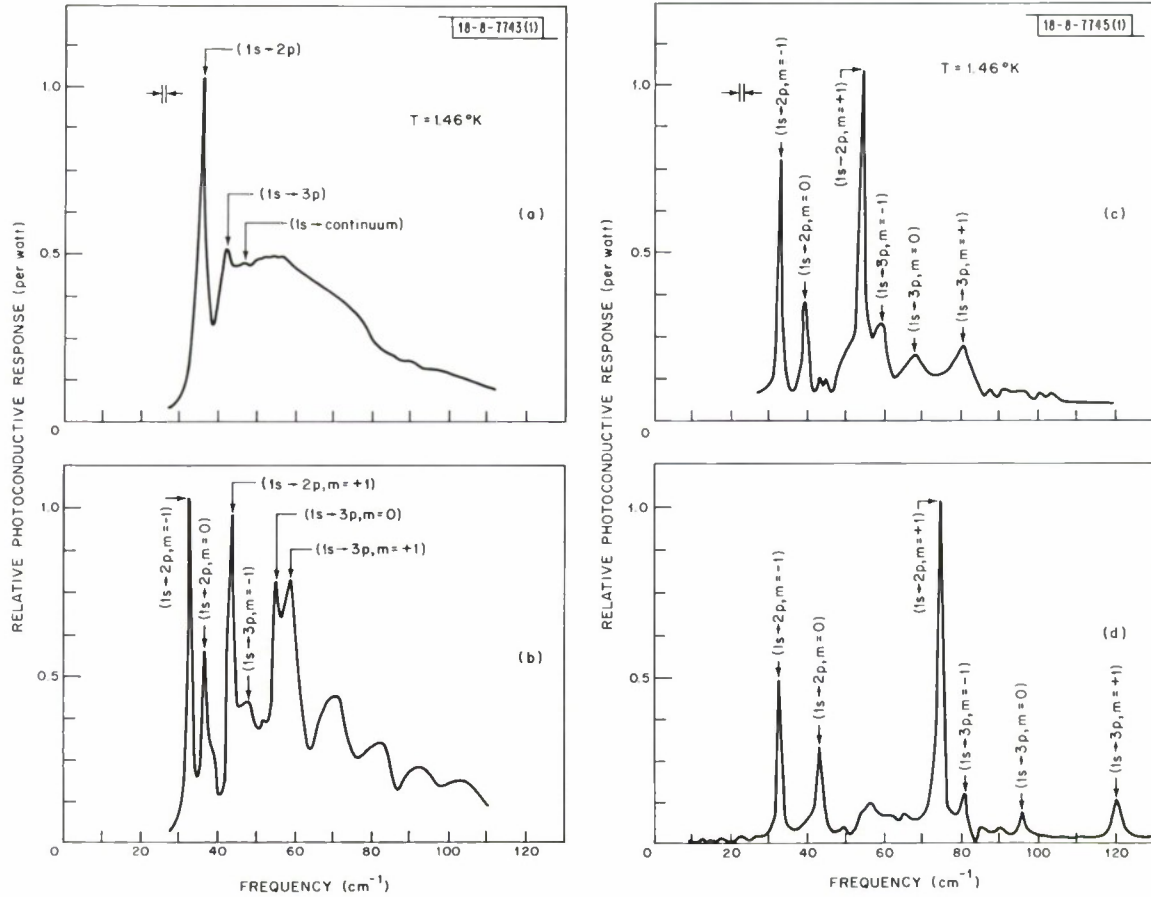 18-8-7743(1)
(1s→2p)
1.0
T = 1.46°K
(1s→3p)
(a)
(1s→continuum)
0.5
0
RELATIVE PHOTOCONDUCTIVE RESPONSE (per watt)
(1s→2p, m=+1)
1.0
(1s→3p, m=0)
(1s→3p, m=+1)
(1s→2p, m=-1)
(1s→2p, m=0)
(1s→3p, m=-1)
(b)
0.5
0 20 40 60 80 100 120
FREQUENCY (cm-1)
18-8-7745(1)
T = 1.46°K
1.0
(1s→2p, m=-1)
(1s→2p, m=0)
(1s→2p, m=+1)
(1s→3p, m=-1)
(1s→3p, m=0)
(1s→3p, m=+1)
(c)
0.5
0
RELATIVE PHOTOCONDUCTIVE RESPONSE (per watt)
1.0
(1s→2p, m=-1)
(1s→2p, m=0)
(1s→2p, m=+1)
(1s→3p, m=-1)
(1s→3p, m=0)
(1s→3p, m=+1)
(d)
0.5
0 20 40 60 80 100 120
FREQUENCY (cm-1)